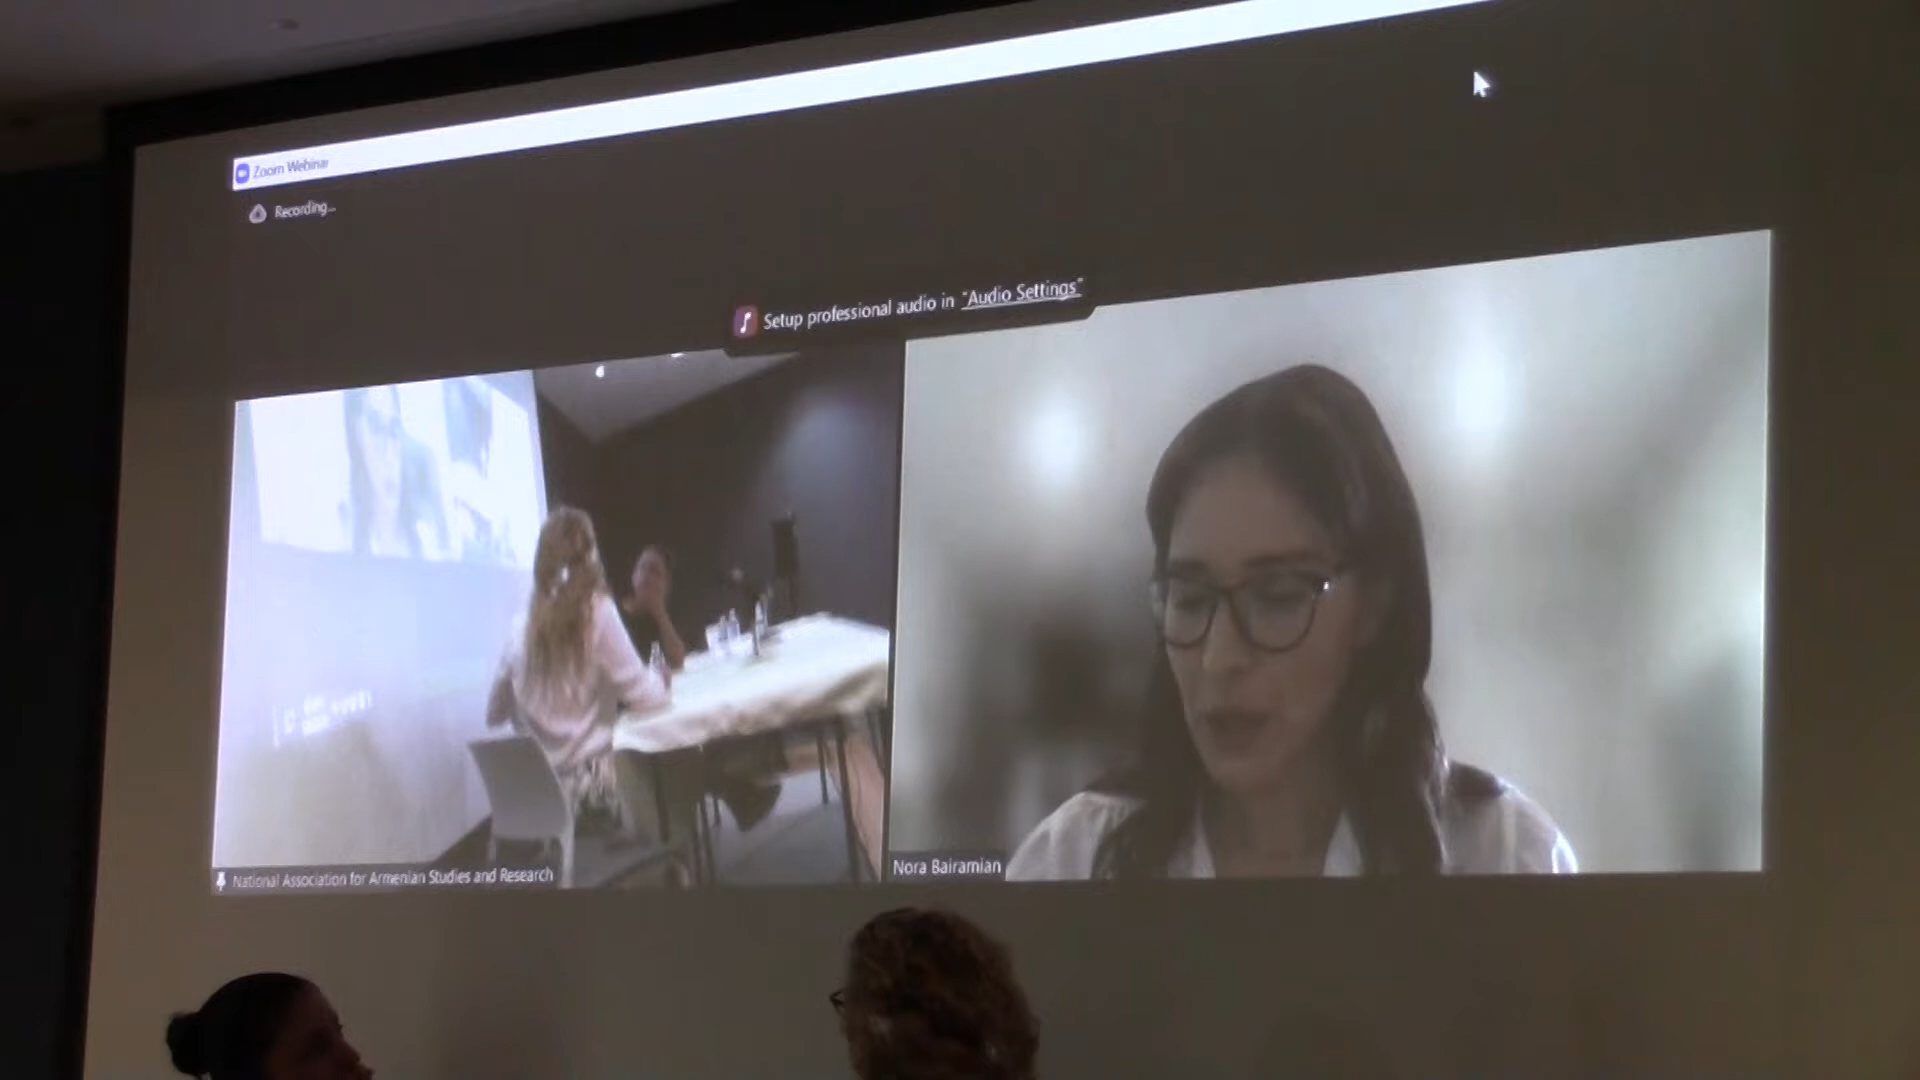 Zoom Webinar
Recording...
Setup professional audio in "Audio Settings"
National Association for Armenian Studies and Research
Nora Bairamian